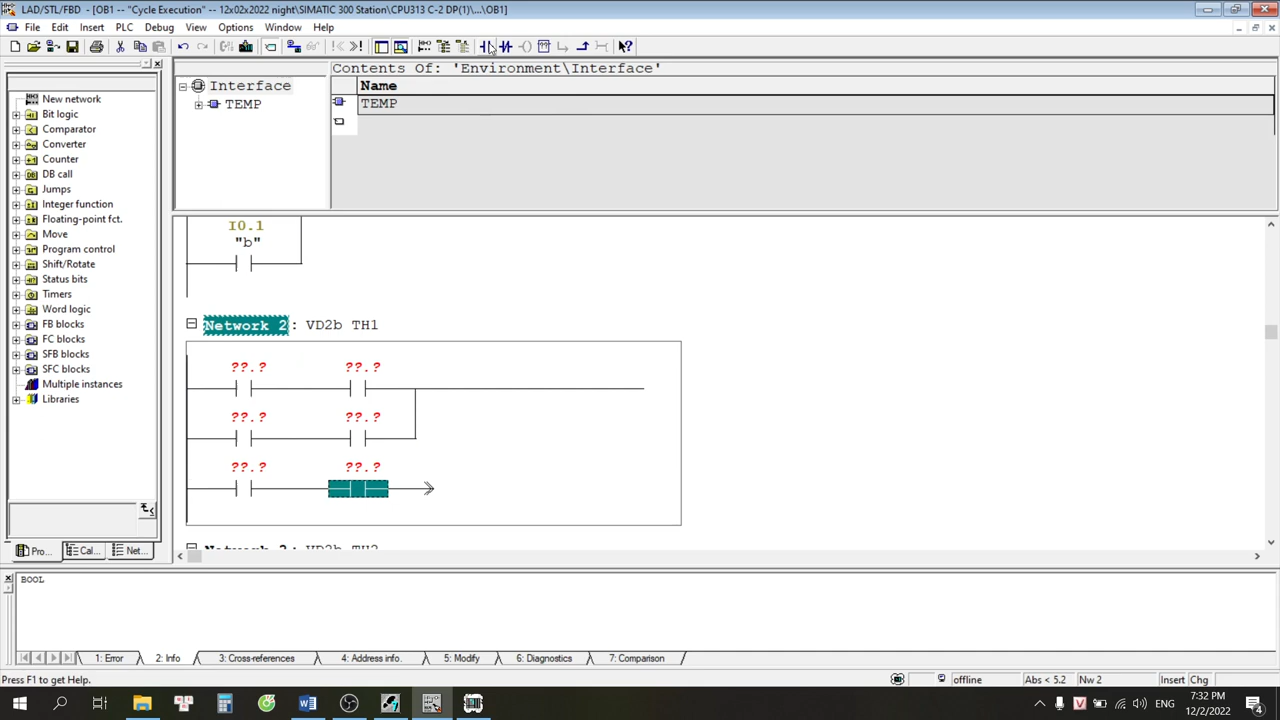 LAD/STL/FBD - [OB1 -- "Cycle Execution" -- 12x02x2022 night\SIMATIC 300 Station\CPU313 C-2 DP(1)\...\OB1]
File Edit Insert PLC Debug View Options Window Help
New network
Bit logic
Comparator
Converter
Counter
DB call
Jumps
Integer function
Floating-point fct.
Move
Program control
Shift/Rotate
Status bits
Timers
Word logic
FB blocks
FC blocks
SFB blocks
SFC blocks
Multiple instances
Libraries
Pro... Cal... Net...
Interface
TEMP
Contents Of: 'Environment\Interface'
Name
TEMP
I0.1
"b"
Network 2: VD2b TH1
??.? ??.?
??.? ??.?
??.? ??.?
BOOL
1: Error 2: Info 3: Cross-references 4: Address info. 5: Modify 6: Diagnostics 7: Comparison
Press F1 to get Help. offline Abs < 5.2 Nw 2 Insert Chg
ENG 7:32 PM
12/2/2022
4